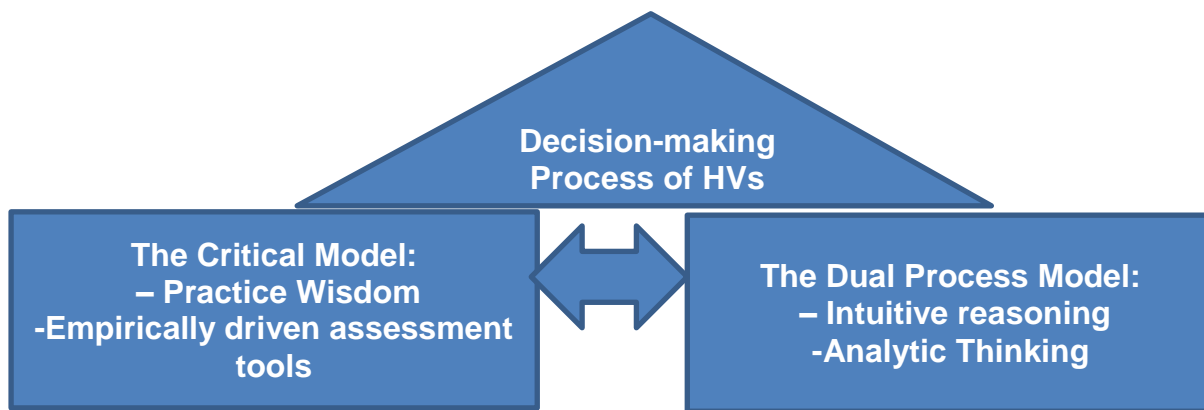 Decision-making
Process of HVs
The Critical Model:
– Practice Wisdom
-Empirically driven assessment
tools
The Dual Process Model:
– Intuitive reasoning
-Analytic Thinking